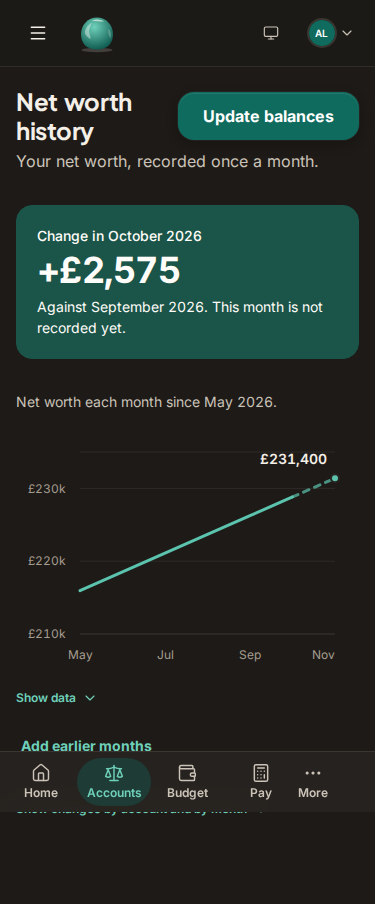 AL
Net worth
history
Update balances
Your net worth, recorded once a month.
Change in October 2026
+£2,575
Against September 2026. This month is not
recorded yet.
Net worth each month since May 2026.
£231,400
£230k
£220k
£210k
May Jul Sep Nov
Show data
Add earlier months
Home Accounts Budget Pay More